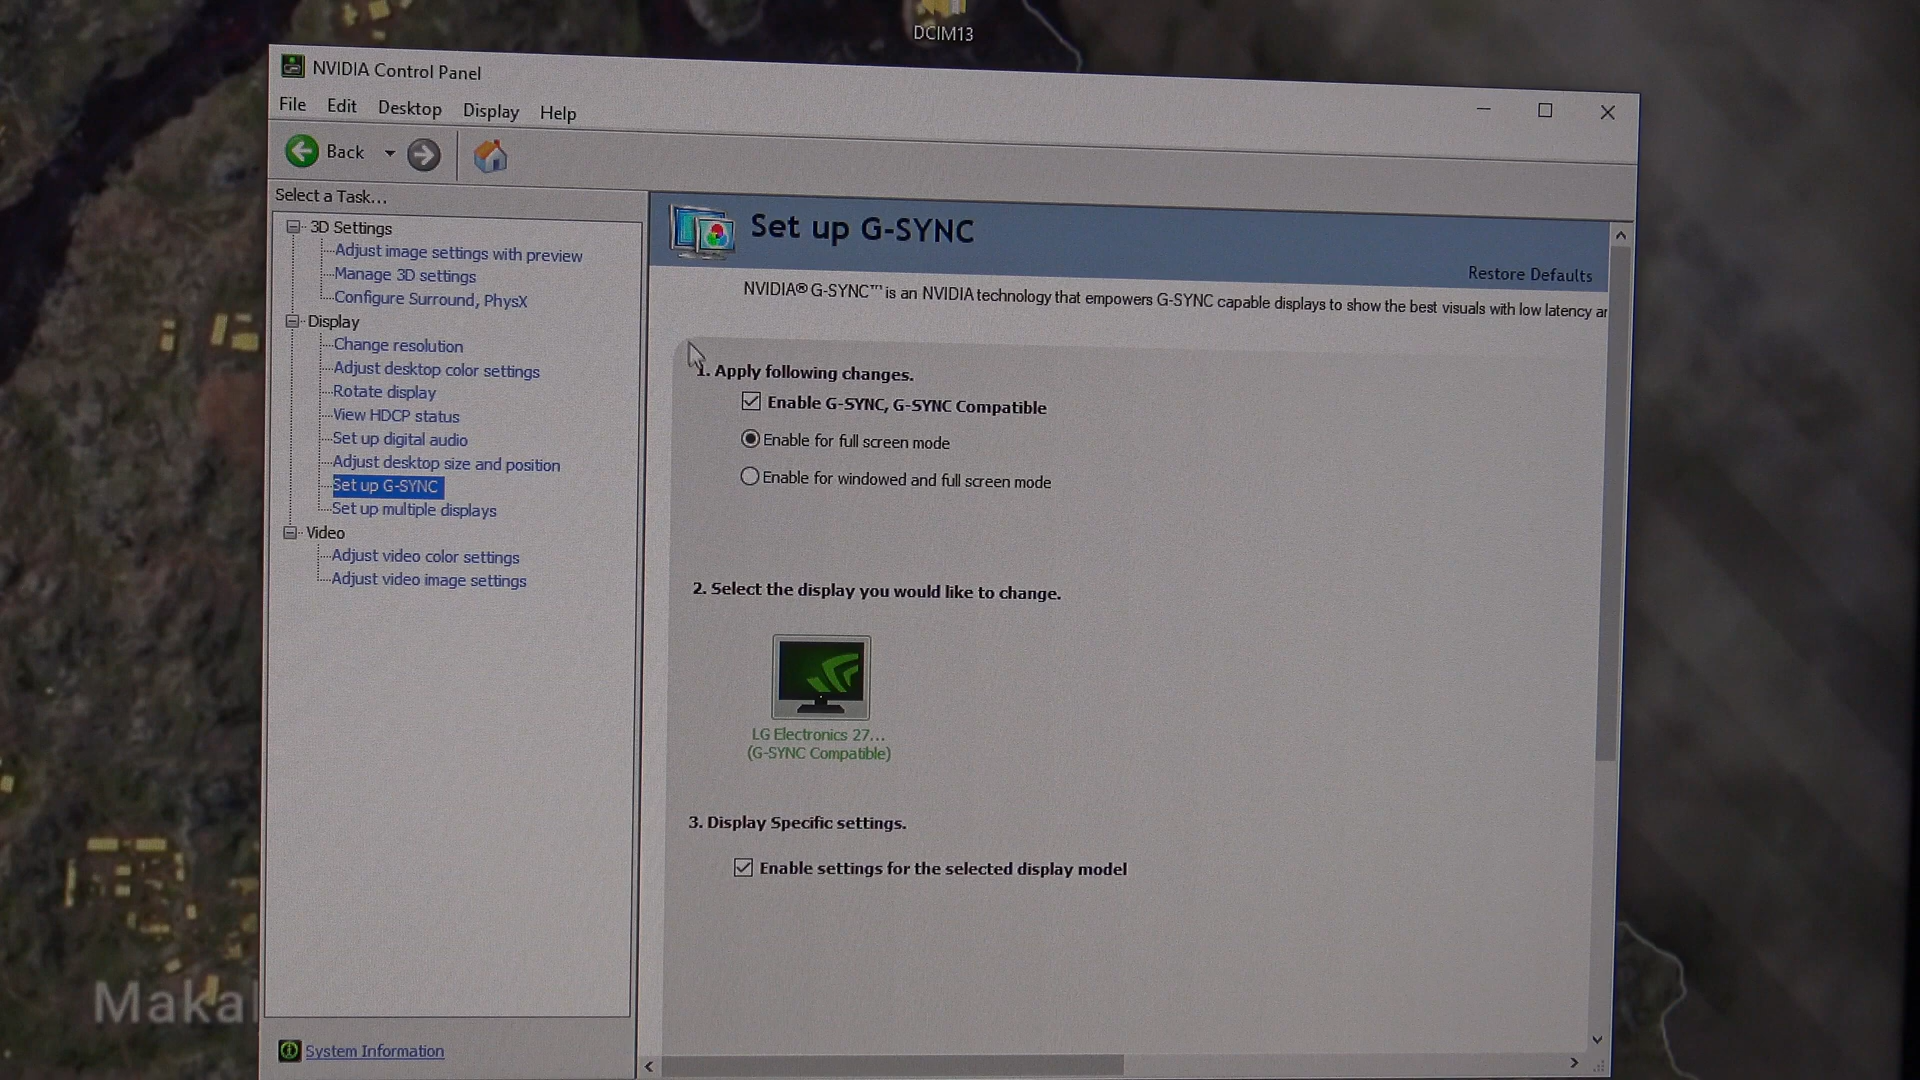 DCIM13
NVIDIA Control Panel
File Edit Desktop Display Help
Back
Select a Task...
3D Settings
Adjust image settings with preview
Manage 3D settings
Configure Surround, PhysX
Display
Change resolution
Adjust desktop color settings
Rotate display
View HDCP status
Set up digital audio
Adjust desktop size and position
Set up G-SYNC
Set up multiple displays
Video
Adjust video color settings
Adjust video image settings
System Information
Set up G-SYNC
Restore Defaults
NVIDIA® G-SYNC™ is an NVIDIA technology that empowers G-SYNC capable displays to show the best visuals with low latency
1. Apply following changes.
Enable G-SYNC, G-SYNC Compatible
Enable for full screen mode
Enable for windowed and full screen mode
2. Select the display you would like to change.
LG Electronics 27...
(G-SYNC Compatible)
3. Display Specific settings.
Enable settings for the selected display model
Maka